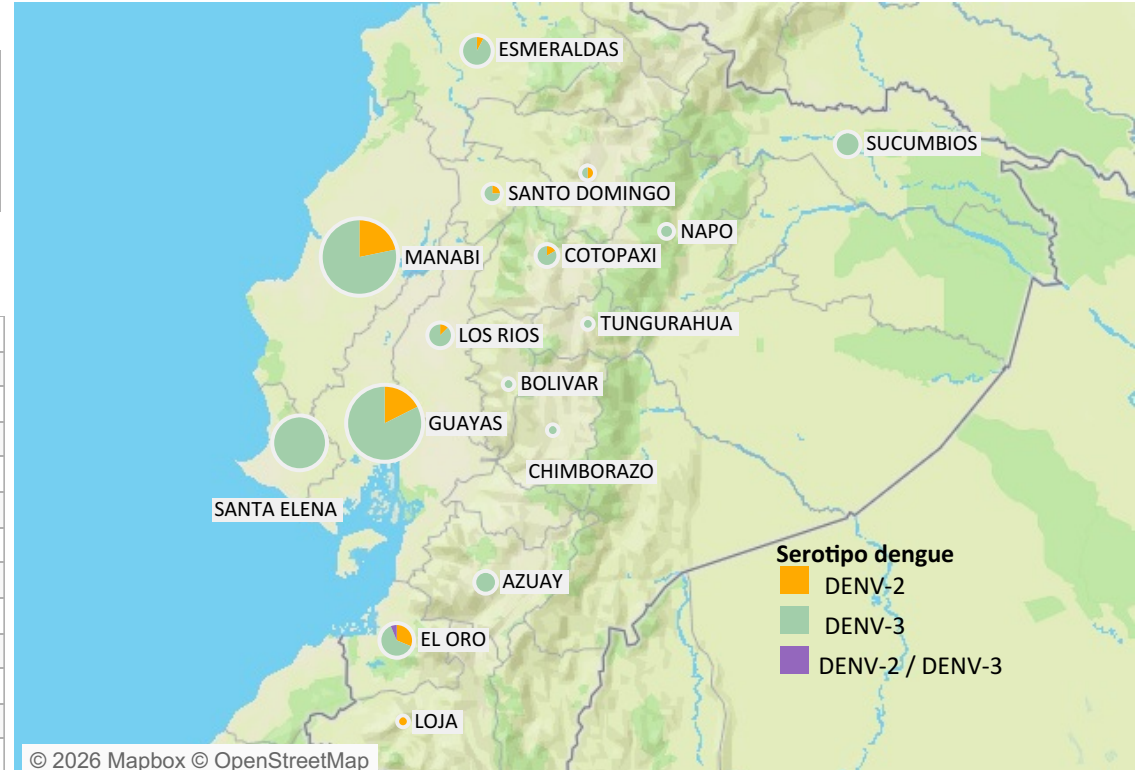 ESMERALDAS
SUCUMBIOS
SANTO DOMINGO
NAPO
MANABI
COTOPAXI
TUNGURAHUA
LOS RIOS
BOLIVAR
GUAYAS
CHIMBORAZO
SANTA ELENA
Serotipo dengue
DENV-2
DENV-3
DENV-2 / DENV-3
AZUAY
EL ORO
LOJA
© 2026 Mapbox © OpenStreetMap